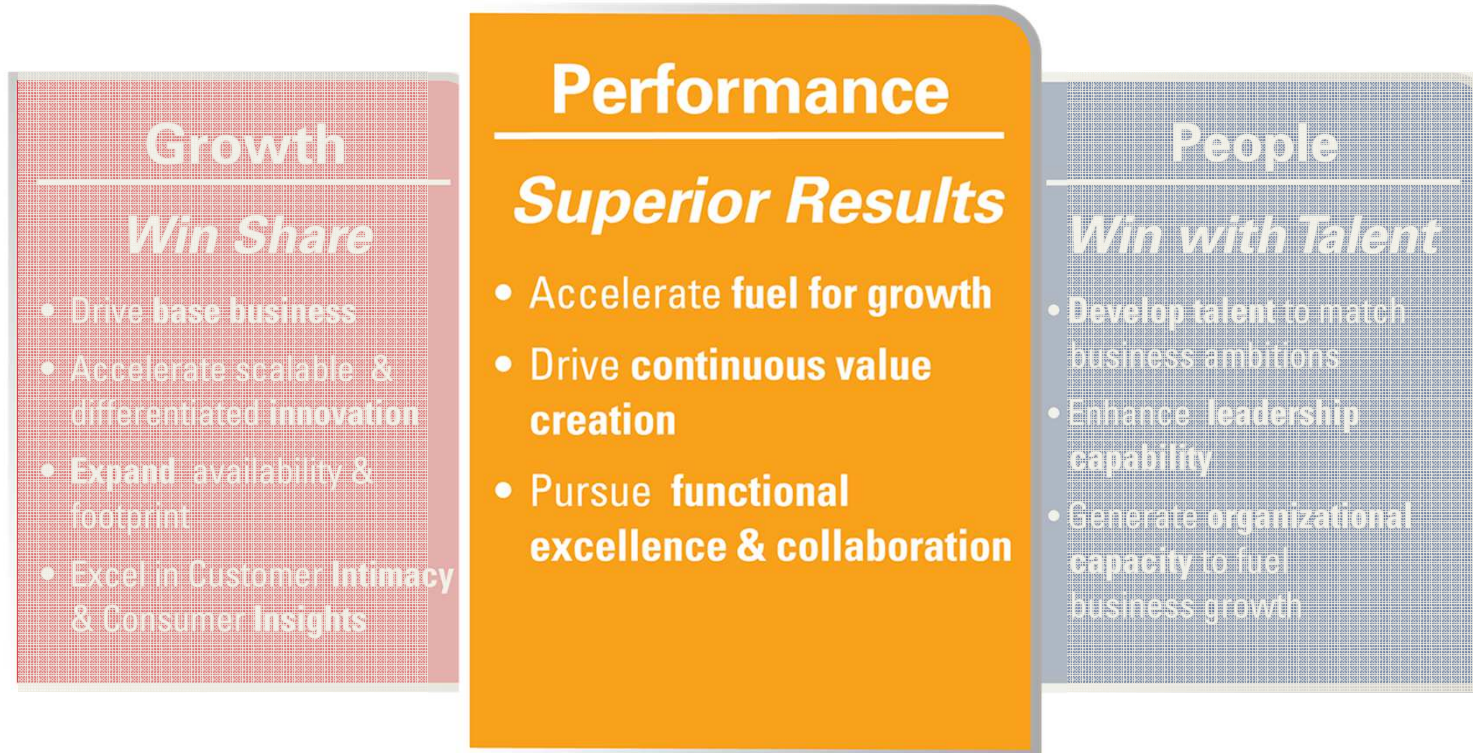 Growth
Win Share
• Drive base business
• Accelerate scalable &
differentiated innovation
• Expand availability &
footprint
• Excel in Customer Intimacy
& Consumer Insights
Performance
Superior Results
• Accelerate fuel for growth
• Drive continuous value
creation
• Pursue functional
excellence & collaboration
People
Win with Talent
• Develop talent to match
business ambitions
• Enhance leadership
capability
• Generate organizational
capacity to fuel
business growth